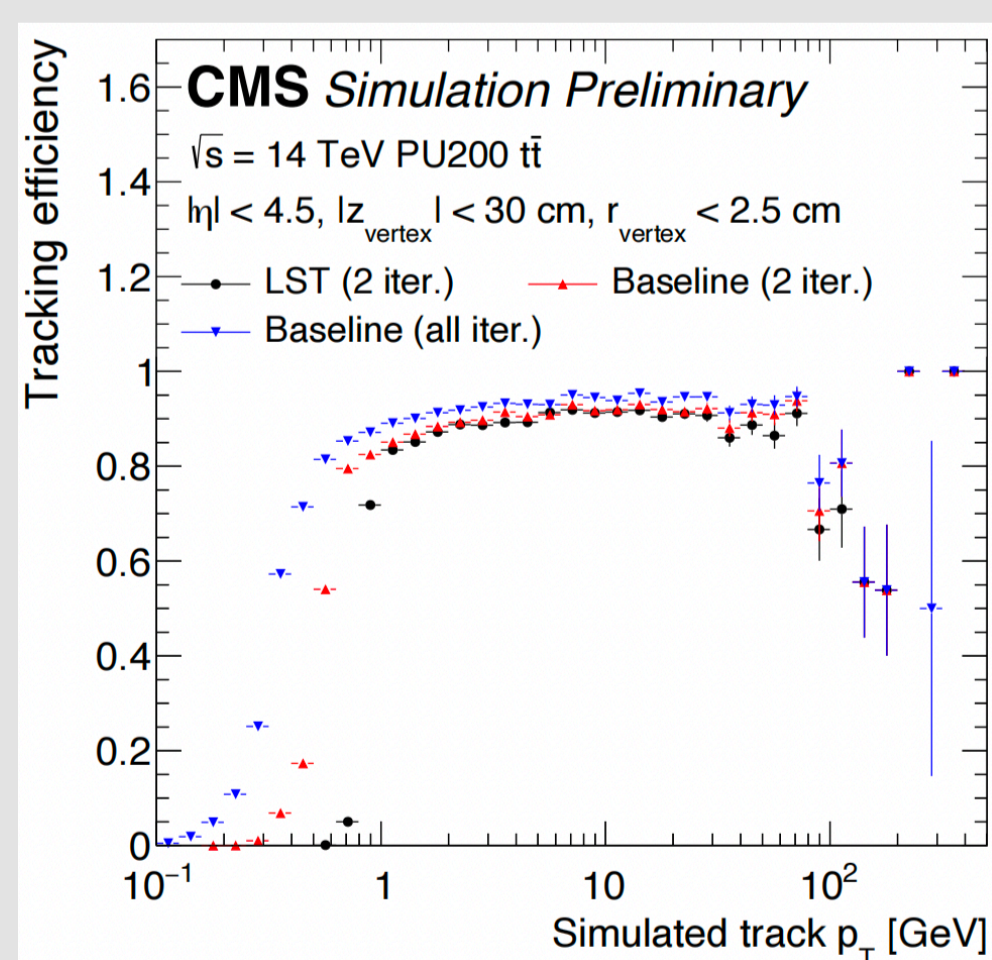 CMS Simulation Preliminary
√s = 14 TeV PU200 tt̄
|η| < 4.5, |z_vertex| < 30 cm, r_vertex < 2.5 cm
LST (2 iter.) Baseline (2 iter.)
Baseline (all iter.)
Tracking efficiency
1.6
1.4
1.2
1
0.8
0.6
0.4
0.2
0
10⁻¹ 1 10 10²
Simulated track p_T [GeV]